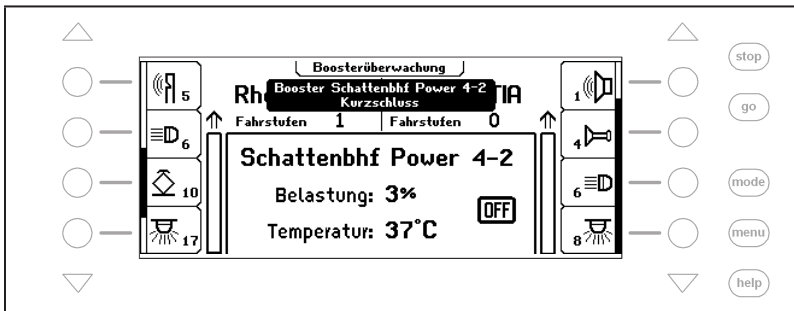 Boosterüberwachung
Booster Schattenbhf Power 4-2
Kurzschluss
Rh TIA
Fahrstufen 1 Fahrstufen 0
Schattenbhf Power 4-2
Belastung: 3%
OFF
Temperatur: 37°C
5
6
10
17
1
4
6
8
stop
go
mode
menu
help